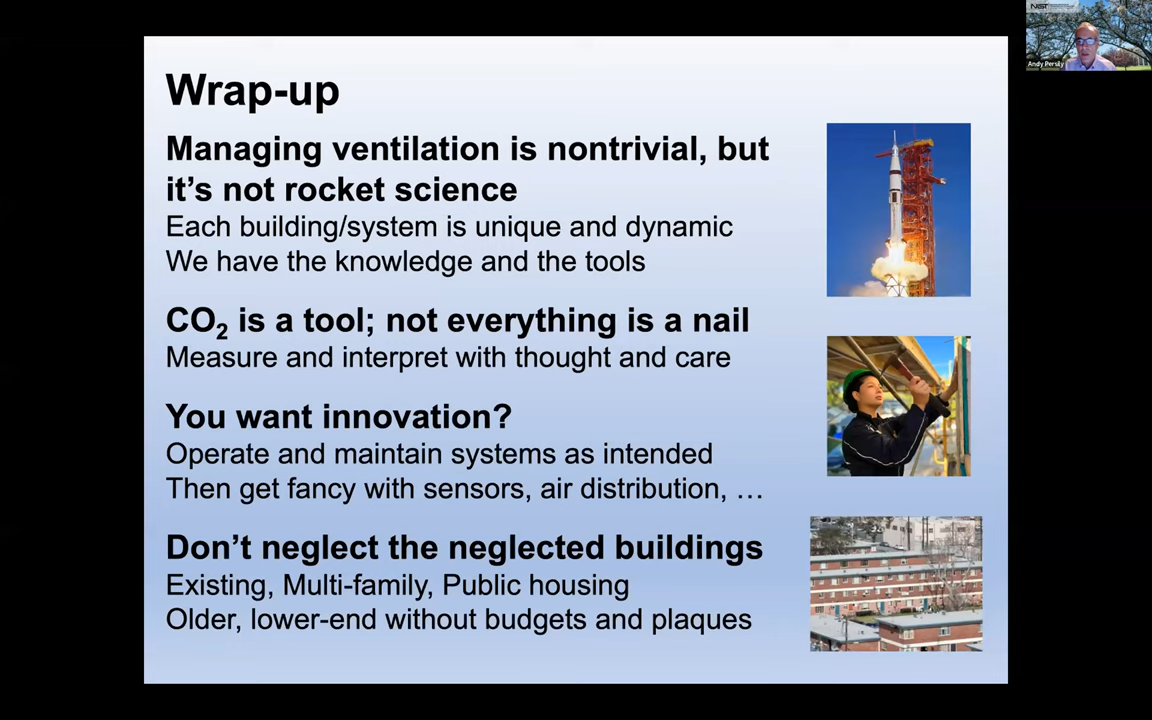 Wrap-up
Managing ventilation is nontrivial, but
it's not rocket science
Each building/system is unique and dynamic
We have the knowledge and the tools
CO₂ is a tool; not everything is a nail
Measure and interpret with thought and care
You want innovation?
Operate and maintain systems as intended
Then get fancy with sensors, air distribution, …
Don't neglect the neglected buildings
Existing, Multi-family, Public housing
Older, lower-end without budgets and plaques
NIST
Andy Persily